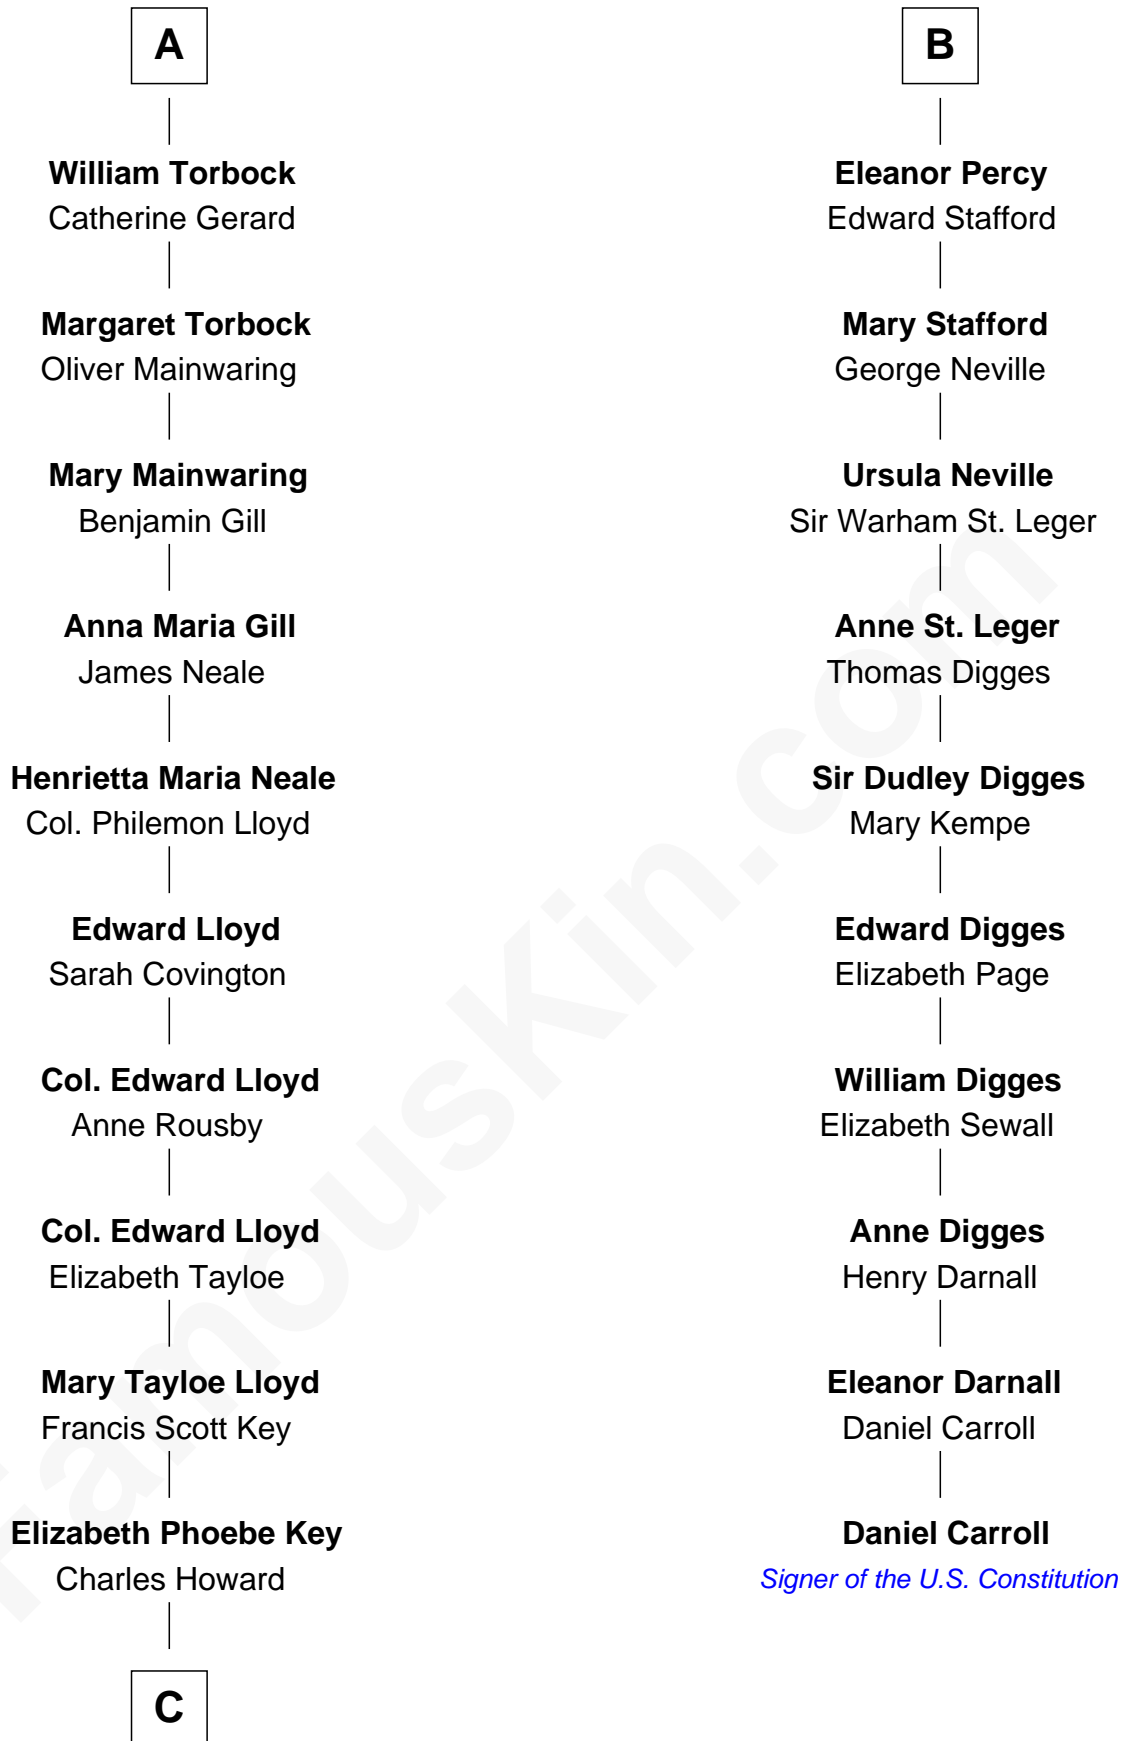 A
William Torbock
Catherine Gerard
Margaret Torbock
Oliver Mainwaring
Mary Mainwaring
Benjamin Gill
Anna Maria Gill
James Neale
Henrietta Maria Neale
Col. Philemon Lloyd
Edward Lloyd
Sarah Covington
Col. Edward Lloyd
Anne Rousby
Col. Edward Lloyd
Elizabeth Tayloe
Mary Tayloe Lloyd
Francis Scott Key
Elizabeth Phoebe Key
Charles Howard
C
B
Eleanor Percy
Edward Stafford
Mary Stafford
George Neville
Ursula Neville
Sir Warham St. Leger
Anne St. Leger
Thomas Digges
Sir Dudley Digges
Mary Kempe
Edward Digges
Elizabeth Page
William Digges
Elizabeth Sewall
Anne Digges
Henry Darnall
Eleanor Darnall
Daniel Carroll
Daniel Carroll
Signer of the U.S. Constitution
FamousKin.com